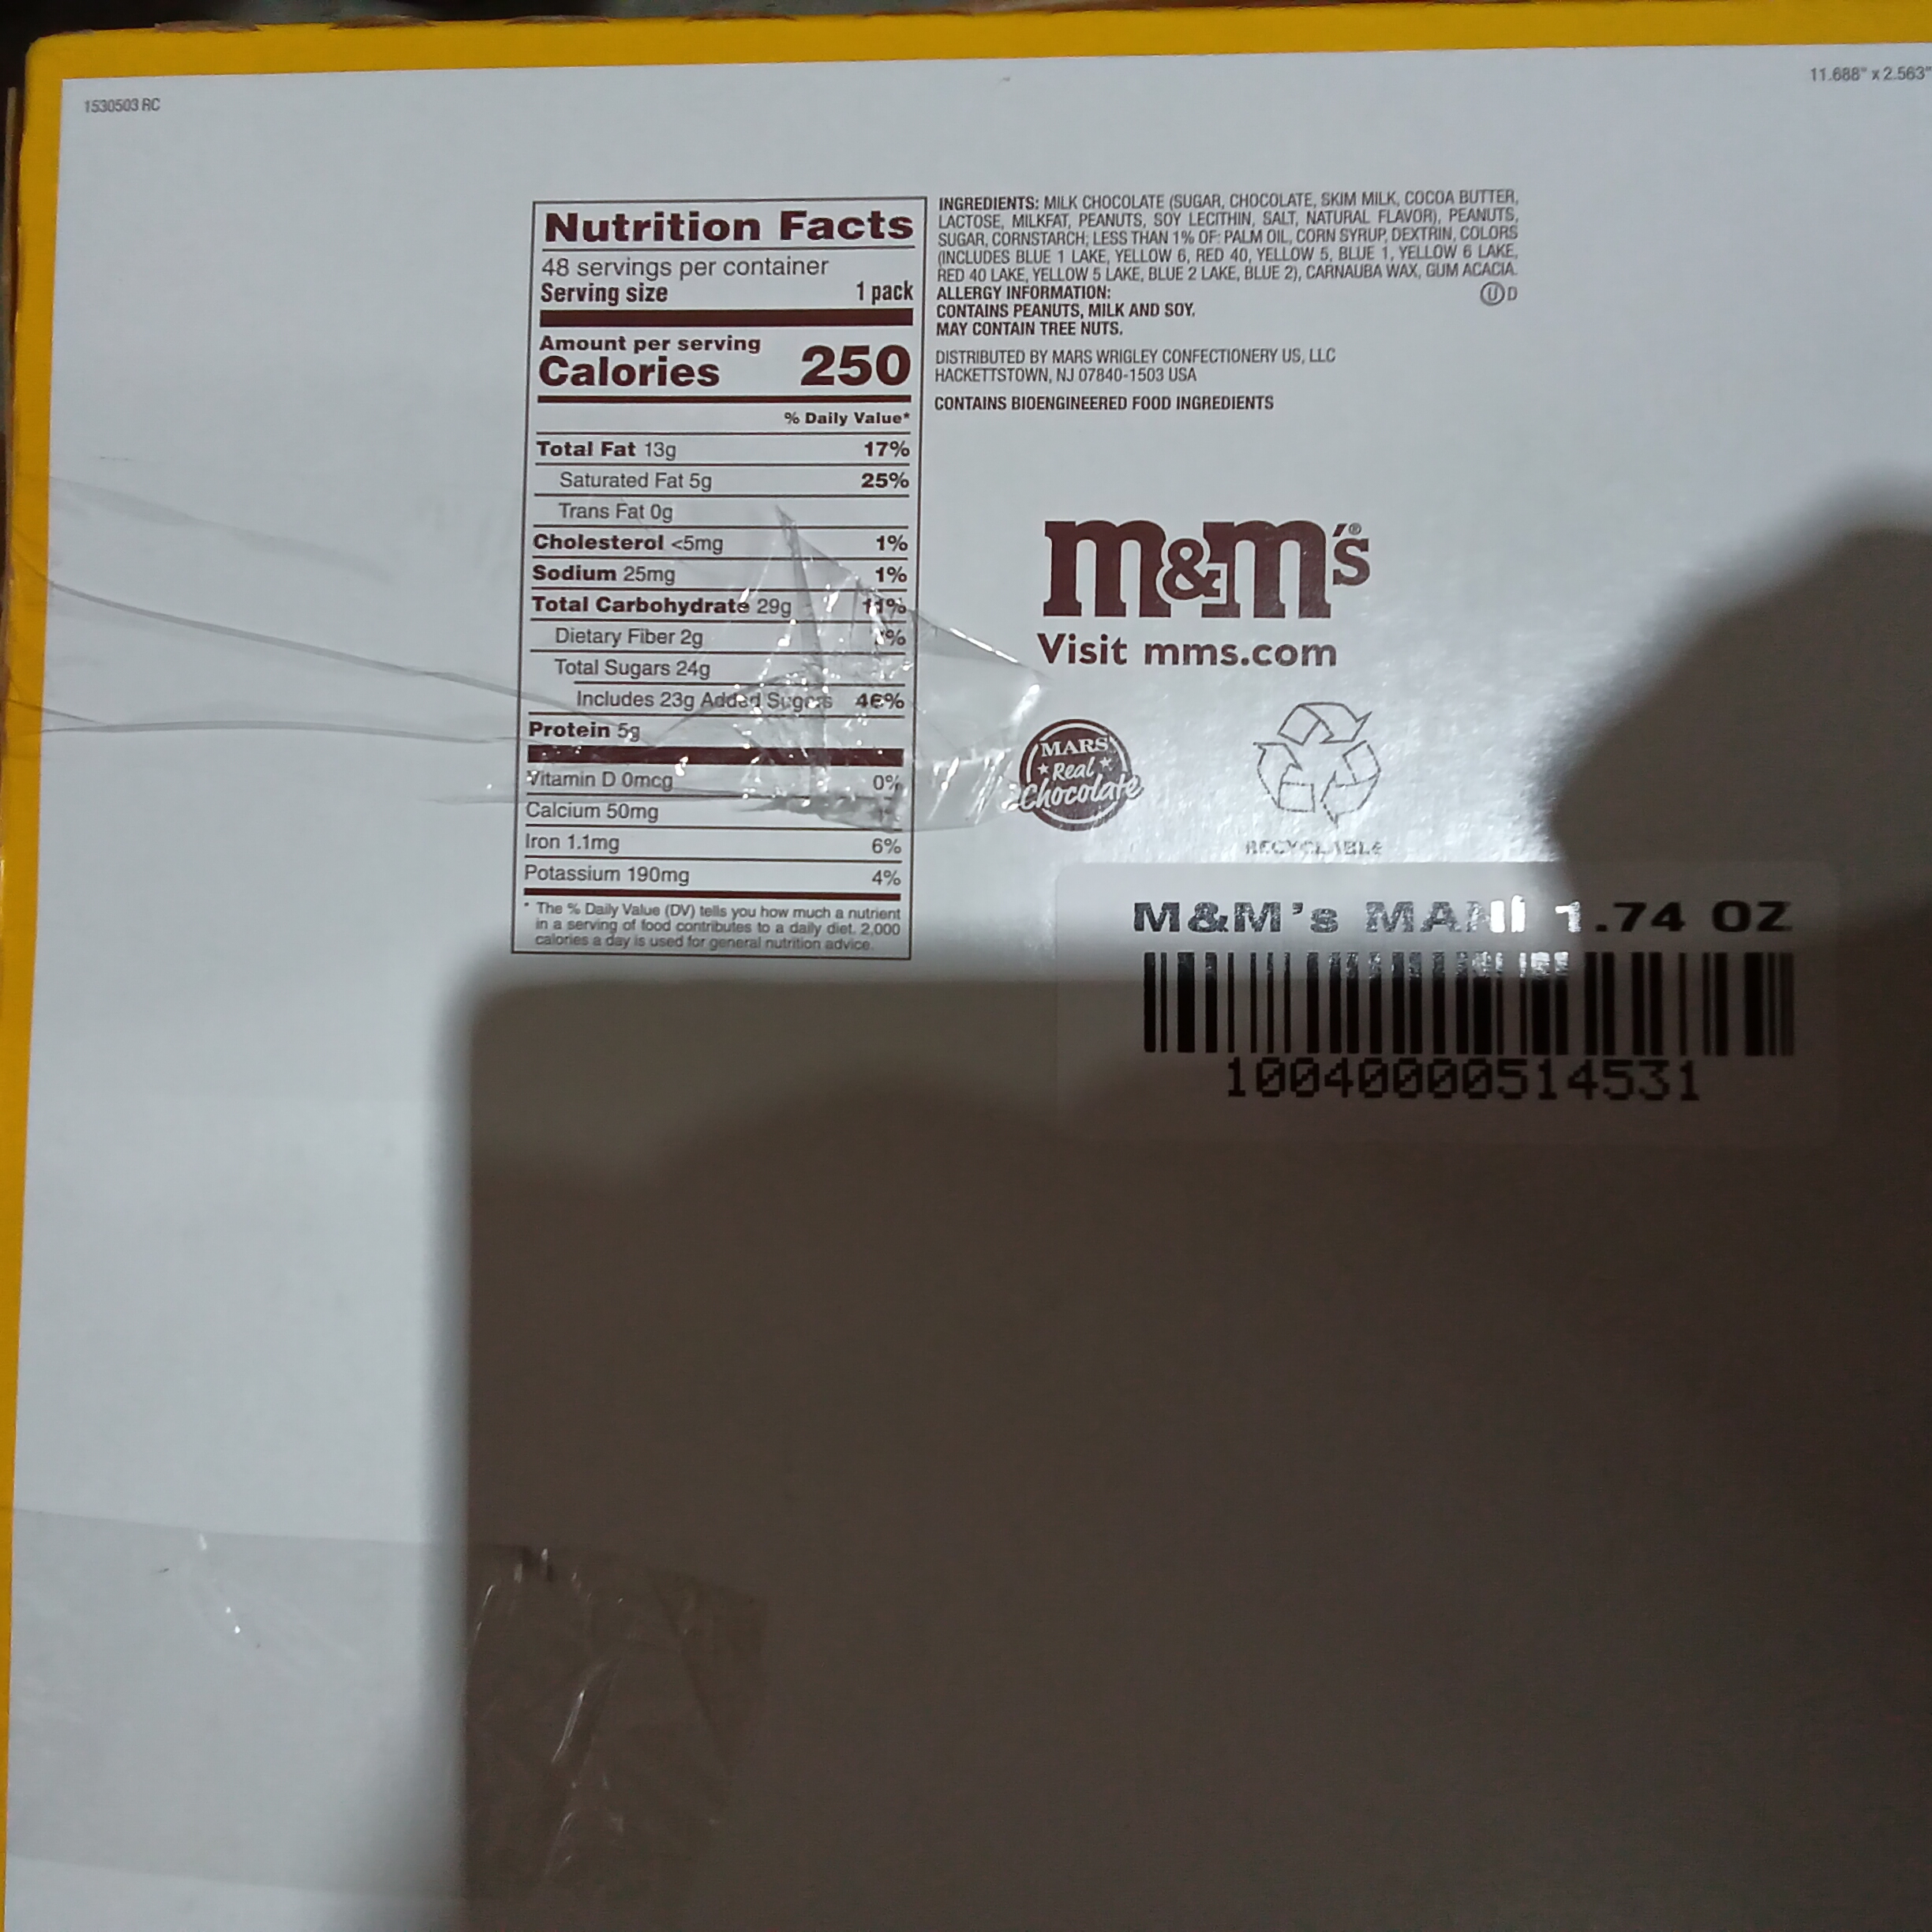 1530503 RC
11.688" x 2.563"
Nutrition Facts
48 servings per container
Serving size 1 pack
Amount per serving
Calories 250
% Daily Value*
Total Fat 13g 17%
Saturated Fat 5g 25%
Trans Fat 0g
Cholesterol <5mg 1%
Sodium 25mg 1%
Total Carbohydrate 29g 11%
Dietary Fiber 2g
Total Sugars 24g
Includes 23g Added Sugars 46%
Protein 5g
Vitamin D 0mcg 0%
Calcium 50mg
Iron 1.1mg 6%
Potassium 190mg 4%
* The % Daily Value (DV) tells you how much a nutrient
in a serving of food contributes to a daily diet. 2,000
calories a day is used for general nutrition advice.
INGREDIENTS: MILK CHOCOLATE (SUGAR, CHOCOLATE, SKIM MILK, COCOA BUTTER,
LACTOSE, MILKFAT, PEANUTS, SOY LECITHIN, SALT, NATURAL FLAVOR), PEANUTS,
SUGAR, CORNSTARCH; LESS THAN 1% OF: PALM OIL, CORN SYRUP, DEXTRIN, COLORS
(INCLUDES BLUE 1 LAKE, YELLOW 6, RED 40, YELLOW 5, BLUE 1, YELLOW 6 LAKE,
RED 40 LAKE, YELLOW 5 LAKE, BLUE 2 LAKE, BLUE 2), CARNAUBA WAX, GUM ACACIA.
ALLERGY INFORMATION: Ⓤ D
CONTAINS PEANUTS, MILK AND SOY.
MAY CONTAIN TREE NUTS.
DISTRIBUTED BY MARS WRIGLEY CONFECTIONERY US, LLC
HACKETTSTOWN, NJ 07840-1503 USA
CONTAINS BIOENGINEERED FOOD INGREDIENTS
m&m's®
Visit mms.com
MARS
Real
Chocolate
RECYCLABLE
M&M's MANI 1.74 OZ
10040000514531